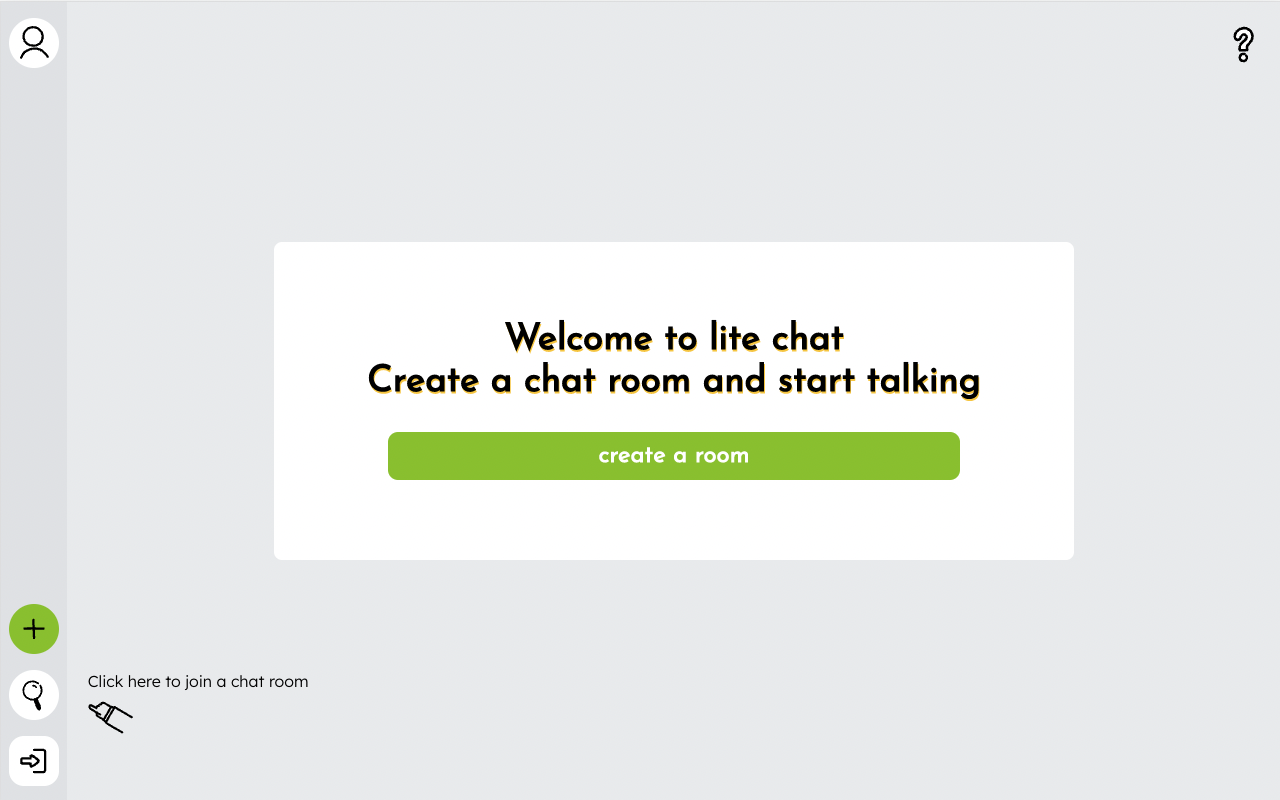 Welcome to lite chat
Create a chat room and start talking
create a room
Click here to join a chat room